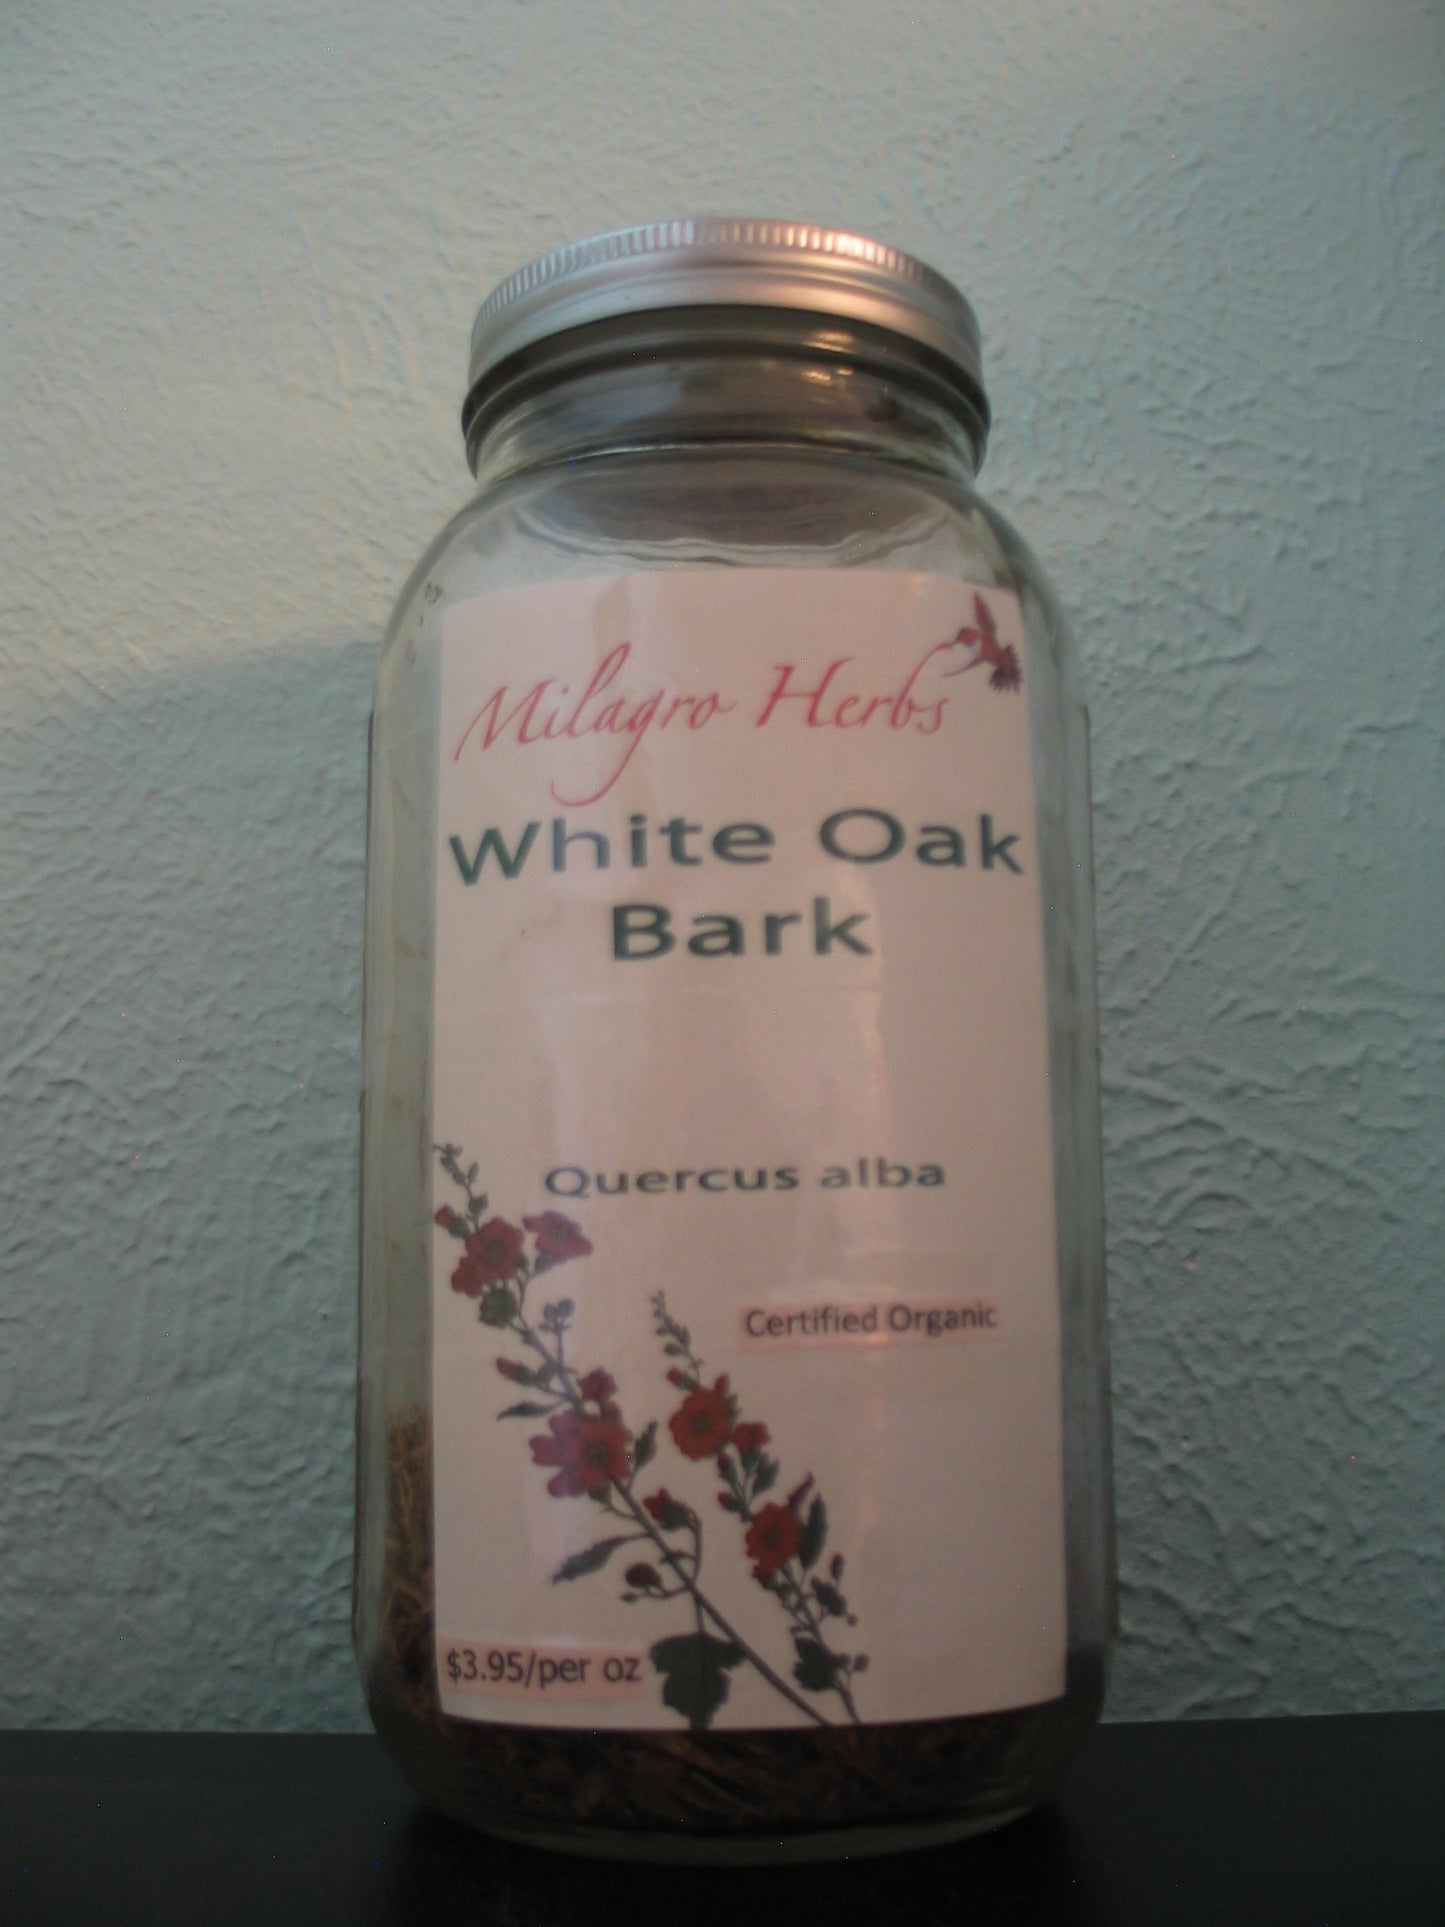 Milagro Herbs
White Oak
Bark
Quercus alba
Certified Organic
$3.95/per oz